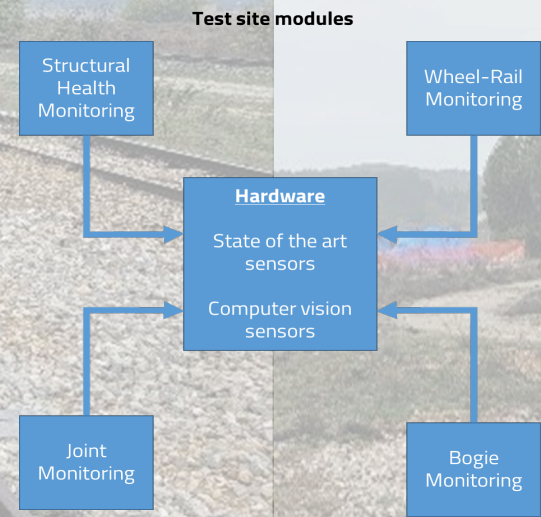 Test site modules
Structural
Health
Monitoring
Wheel-Rail
Monitoring
Hardware
State of the art
sensors
Computer vision
sensors
Joint
Monitoring
Bogie
Monitoring